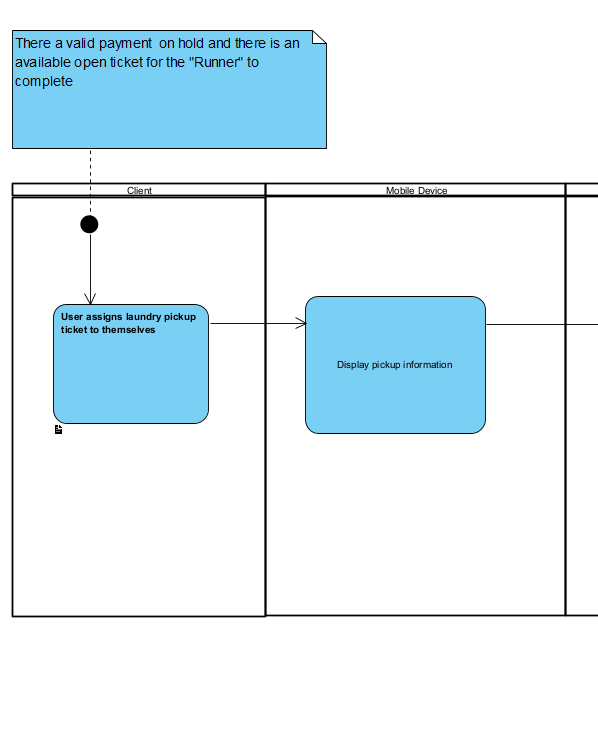 There a valid payment  on hold and there is an
available open ticket for the "Runner" to
complete
Client
Mobile Device
User assigns laundry pickup
ticket to themselves
Display pickup information